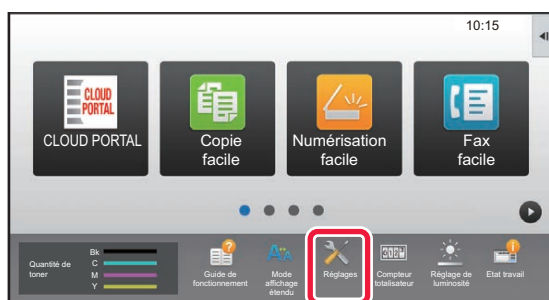 10:15
CLOUD
PORTAL
CLOUD PORTAL
Copie
facile
Numérisation
facile
Fax
facile
Quantité de
toner
Bk
C
M
Y
Guide de
fonctionnement
Mode
affichage
étendu
Réglages
Compteur
totalisateur
Réglage de
luminosité
Etat travail